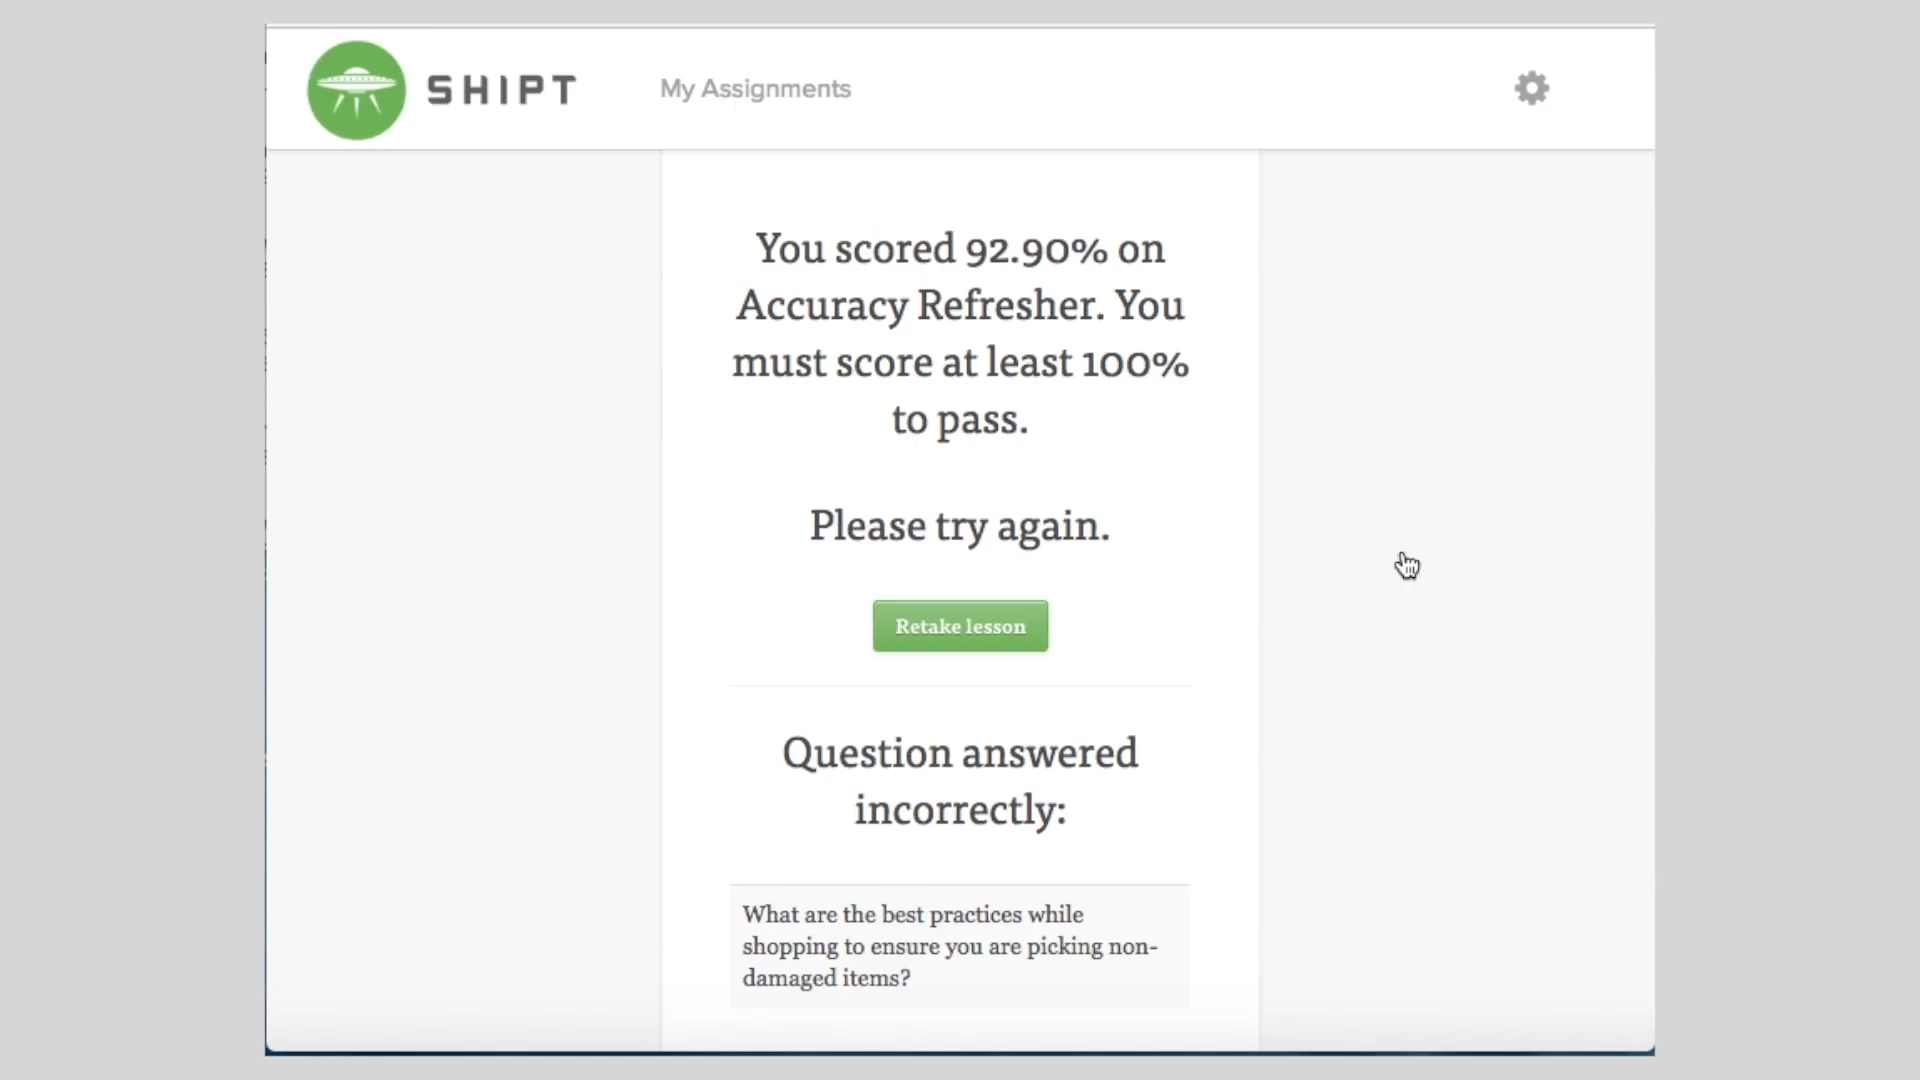 SHIPT
My Assignments
You scored 92.90% on
Accuracy Refresher. You
must score at least 100%
to pass.
Please try again.
Retake lesson
Question answered
incorrectly:
What are the best practices while
shopping to ensure you are picking non-
damaged items?